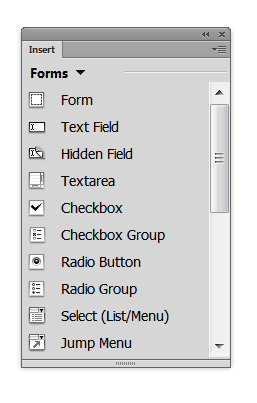 Insert
Forms
Form
Text Field
Hidden Field
Textarea
Checkbox
Checkbox Group
Radio Button
Radio Group
Select (List/Menu)
Jump Menu